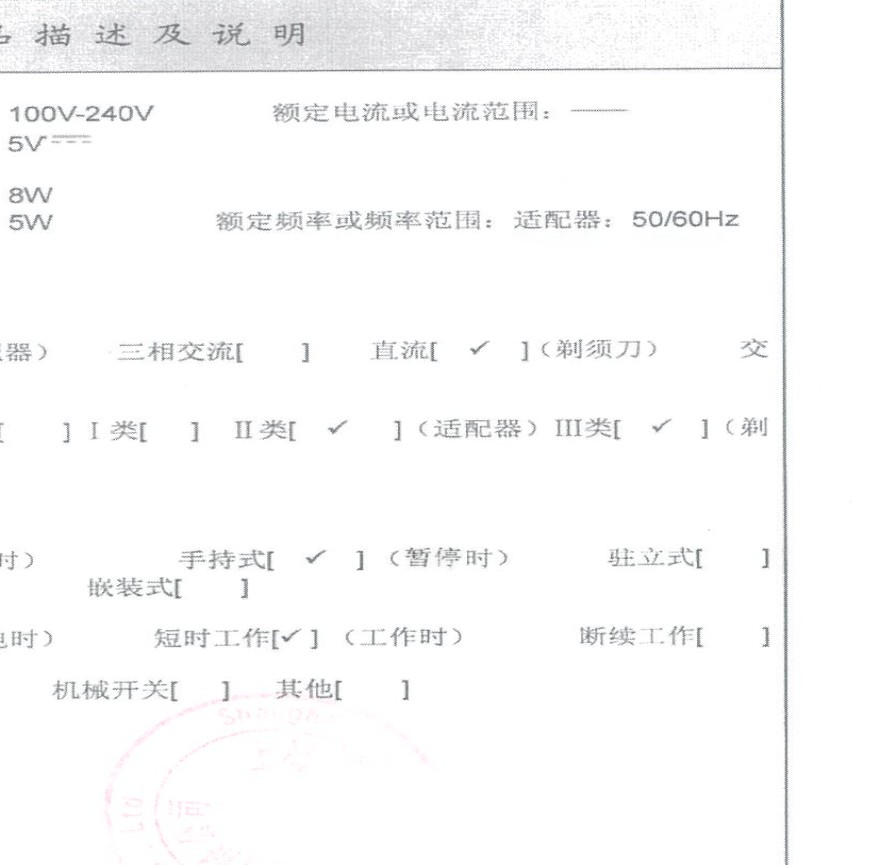 描述及说明
100V-240V 额定电流或电流范围：——
5V
8W
5W 额定频率或频率范围：适配器：50/60Hz
器） 三相交流[ ] 直流[ ✓ ]（剃须刀） 交
[ ] I类[ ] II类[ ✓ ]（适配器）III类[ ✓ ]（剃
时） 手持式[ ✓ ]（暂停时） 驻立式[ ]
嵌装式[ ]
时） 短时工作[✓]（工作时） 断续工作[ ]
机械开关[ ] 其他[ ]
Ltd